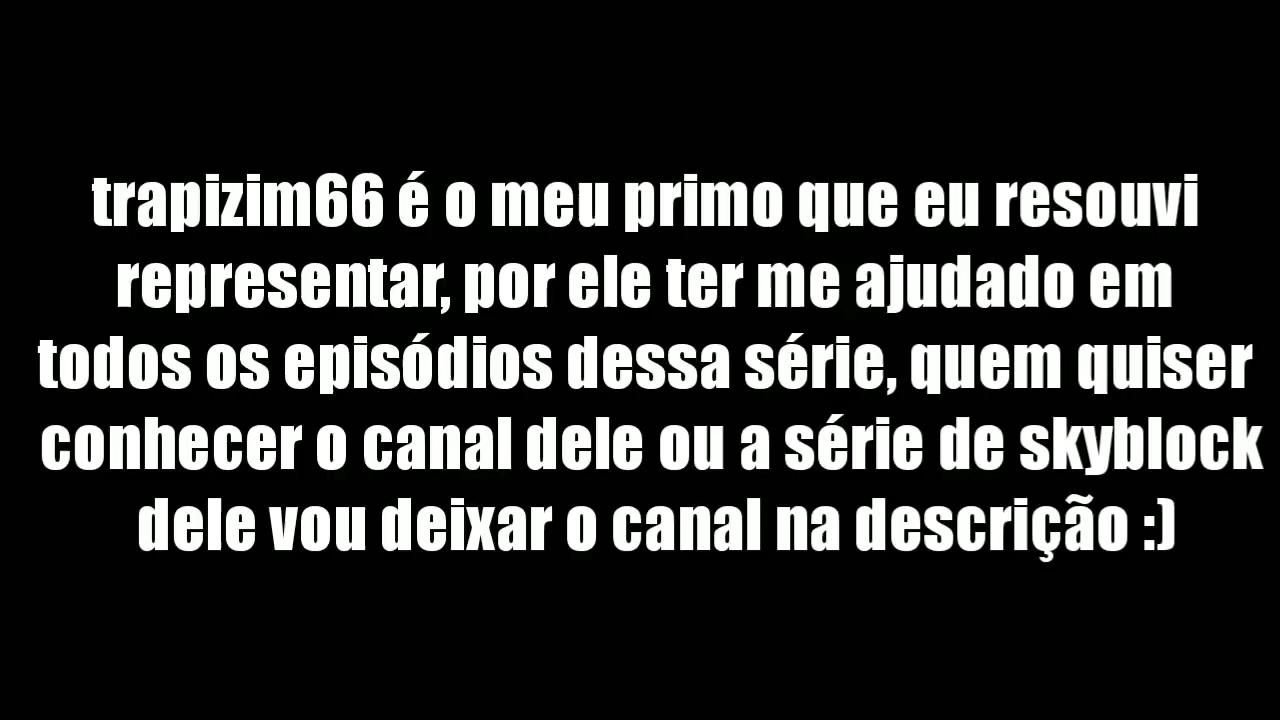 trapizim66 é o meu primo que eu resouvi
representar, por ele ter me ajudado em
todos os episódios dessa série, quem quiser
conhecer o canal dele ou a série de skyblock
dele vou deixar o canal na descrição :)